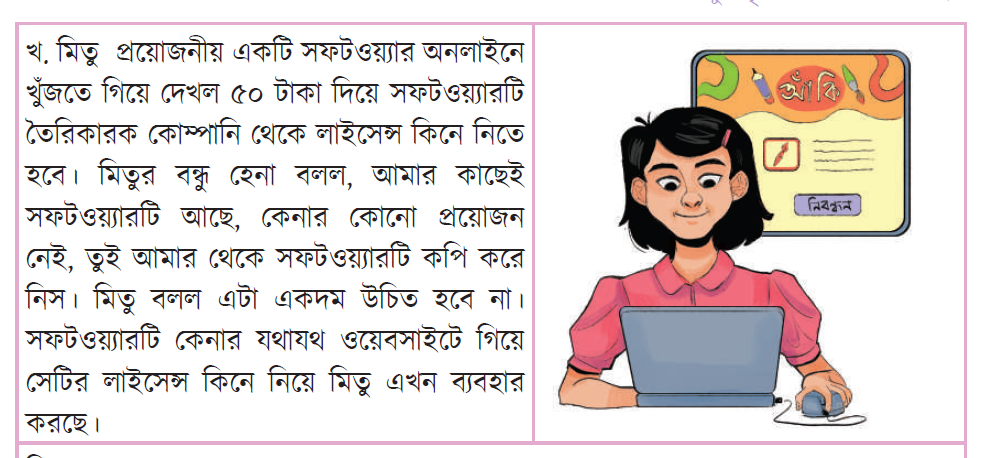 খ. মিতু প্রয়োজনীয় একটি সফটওয়্যার অনলাইনে
খুঁজতে গিয়ে দেখল ৫০ টাকা দিয়ে সফটওয়্যারটি
তৈরিকারক কোম্পানি থেকে লাইসেন্স কিনে নিতে
হবে। মিতুর বন্ধু হেনা বলল, আমার কাছেই
সফটওয়্যারটি আছে, কেনার কোনো প্রয়োজন
নেই, তুই আমার থেকে সফটওয়্যারটি কপি করে
নিস। মিতু বলল এটা একদম উচিত হবে না।
সফটওয়্যারটি কেনার যথাযথ ওয়েবসাইটে গিয়ে
সেটির লাইসেন্স কিনে নিয়ে মিতু এখন ব্যবহার
করছে।
আঁকি
নিবন্ধন